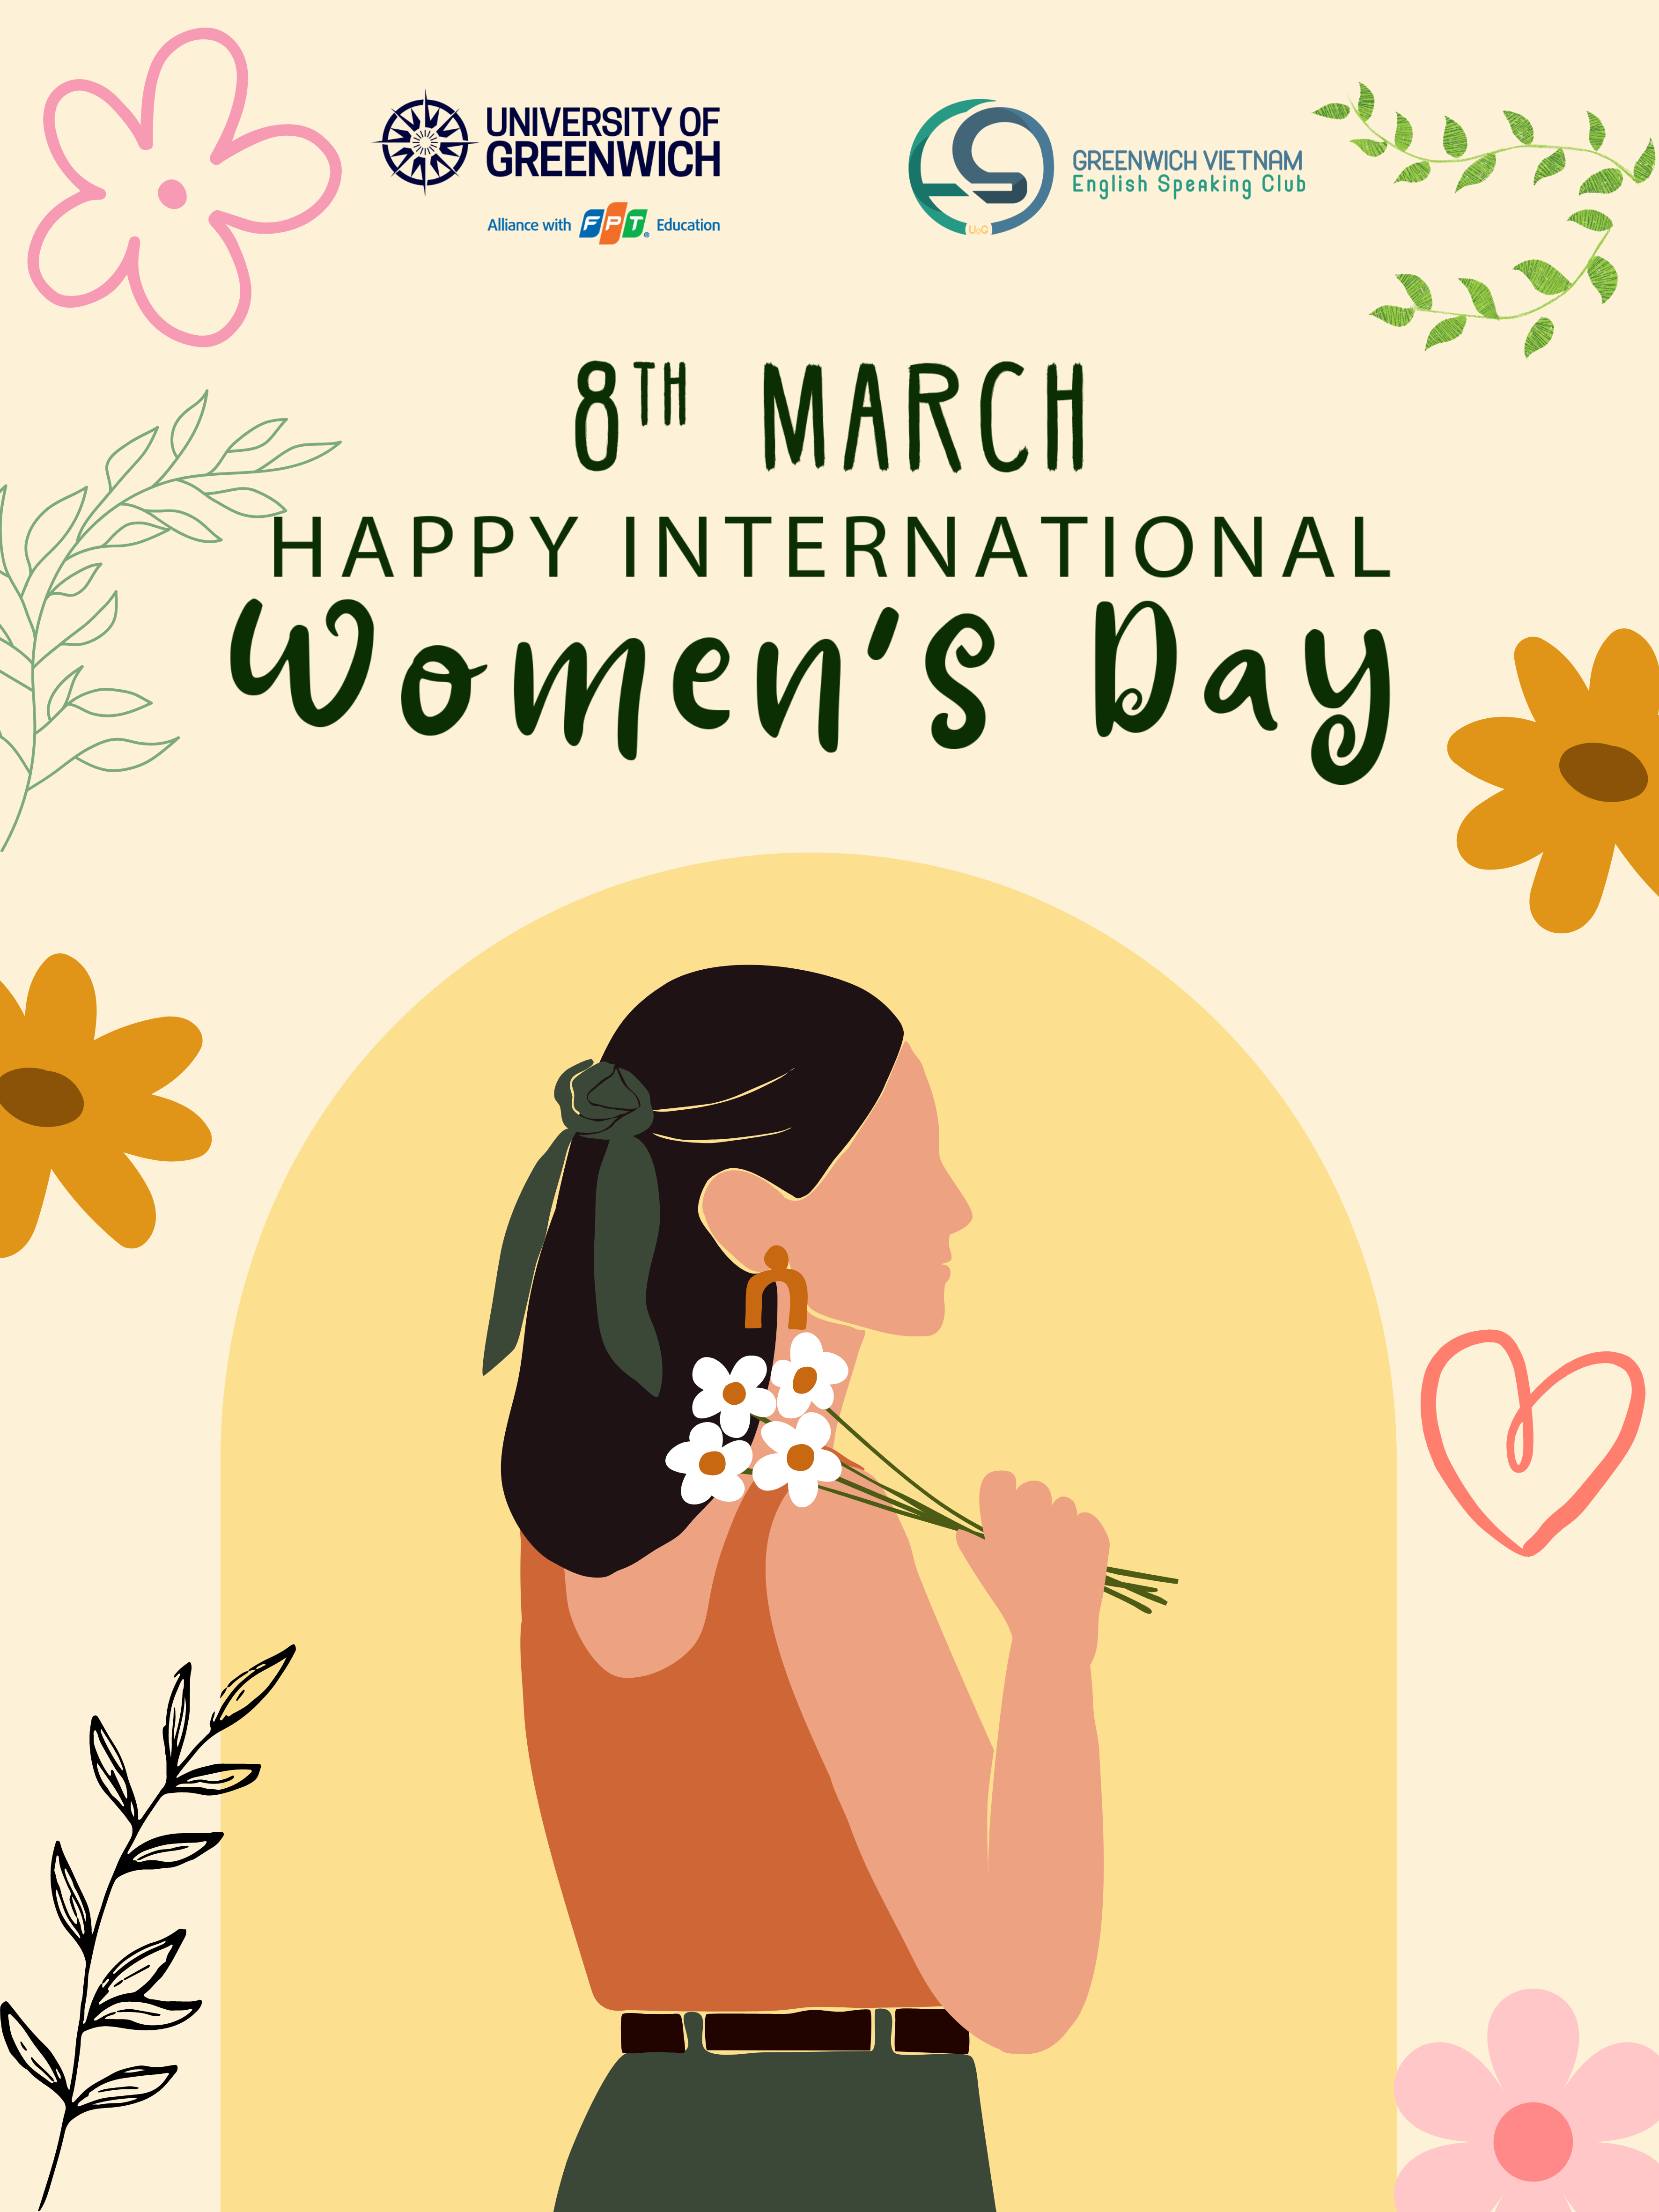 UNIVERSITY OF
GREENWICH
Alliance with FPT® Education
GREENWICH VIETNAM
English Speaking Club
8TH MARCH
HAPPY INTERNATIONAL
Women's Day